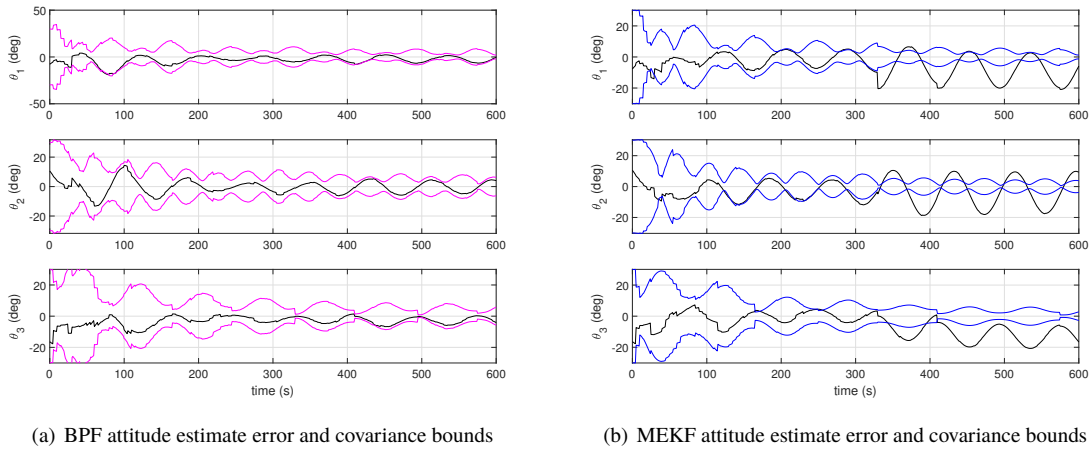 50
0
-50
θ1 (deg)
0 100 200 300 400 500 600
20
0
-20
θ2 (deg)
0 100 200 300 400 500 600
20
0
-20
θ3 (deg)
0 100 200 300 400 500 600
time (s)
(a) BPF attitude estimate error and covariance bounds
20
0
-20
θ1 (deg)
0 100 200 300 400 500 600
20
0
-20
θ2 (deg)
0 100 200 300 400 500 600
20
0
-20
θ3 (deg)
0 100 200 300 400 500 600
time (s)
(b) MEKF attitude estimate error and covariance bounds